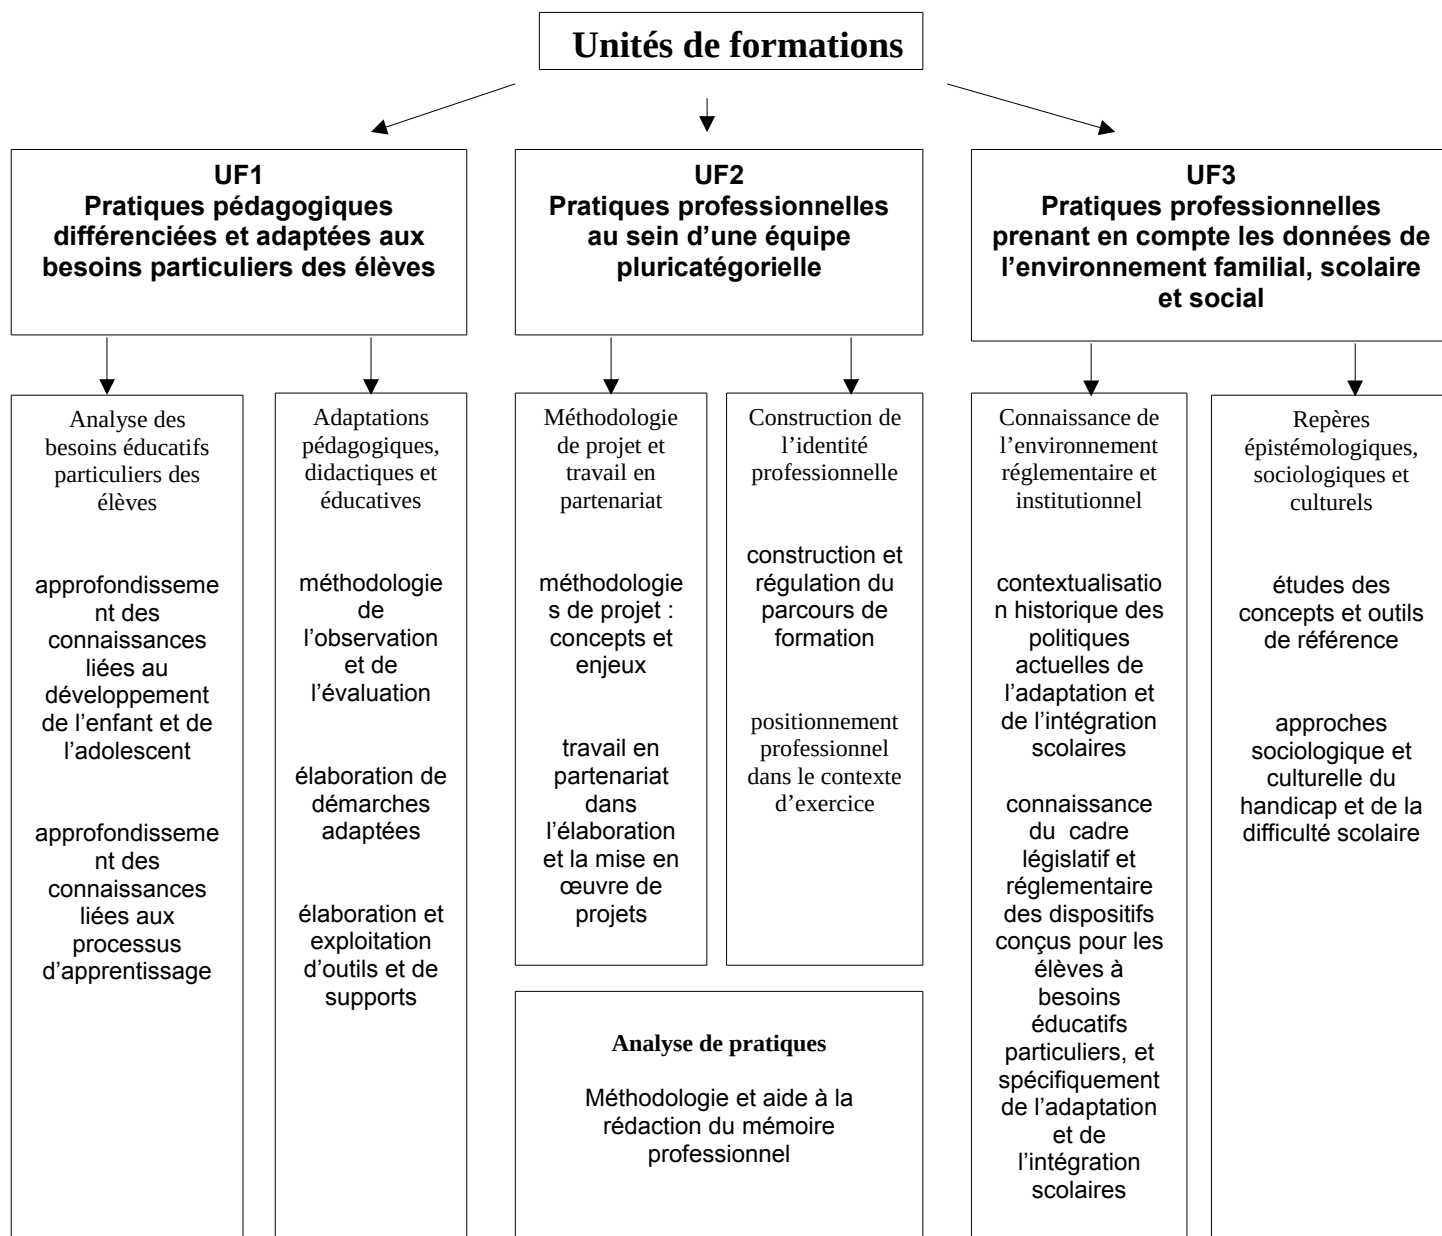 Unités de formations
UF1
Pratiques pédagogiques
différenciées et adaptées aux
besoins particuliers des élèves
UF2
Pratiques professionnelles
au sein d’une équipe
pluricatégorielle
UF3
Pratiques professionnelles
prenant en compte les données de
l’environnement familial, scolaire
et social
Analyse des
besoins éducatifs
particuliers des
élèves
approfondisseme
nt des
connaissances
liées au
développement
de l’enfant et de
l’adolescent
approfondisseme
nt des
connaissances
liées aux
processus
d’apprentissage
Adaptations
pédagogiques,
didactiques et
éducatives
méthodologie
de
l’observation
et de
l’évaluation
élaboration de
démarches
adaptées
élaboration et
exploitation
d’outils et de
supports
Méthodologie
de projet et
travail en
partenariat
méthodologie
s de projet :
concepts et
enjeux
travail en
partenariat
dans
l’élaboration
et la mise en
œuvre de
projets
Construction de
l’identité
professionnelle
construction et
régulation du
parcours de
formation
positionnement
professionnel
dans le contexte
d’exercice
Analyse de pratiques
Méthodologie et aide à la
rédaction du mémoire
professionnel
Connaissance de
l’environnement
réglementaire et
institutionnel
contextualisatio
n historique des
politiques
actuelles de
l’adaptation et
de l’intégration
scolaires
connaissance
du  cadre
législatif et
réglementaire
des dispositifs
conçus pour les
élèves à
besoins
éducatifs
particuliers, et
spécifiquement
de l’adaptation
et de
l’intégration
scolaires
Repères
épistémologiques,
sociologiques et
culturels
études des
concepts et outils
de référence
approches
sociologique et
culturelle du
handicap et de la
difficulté scolaire